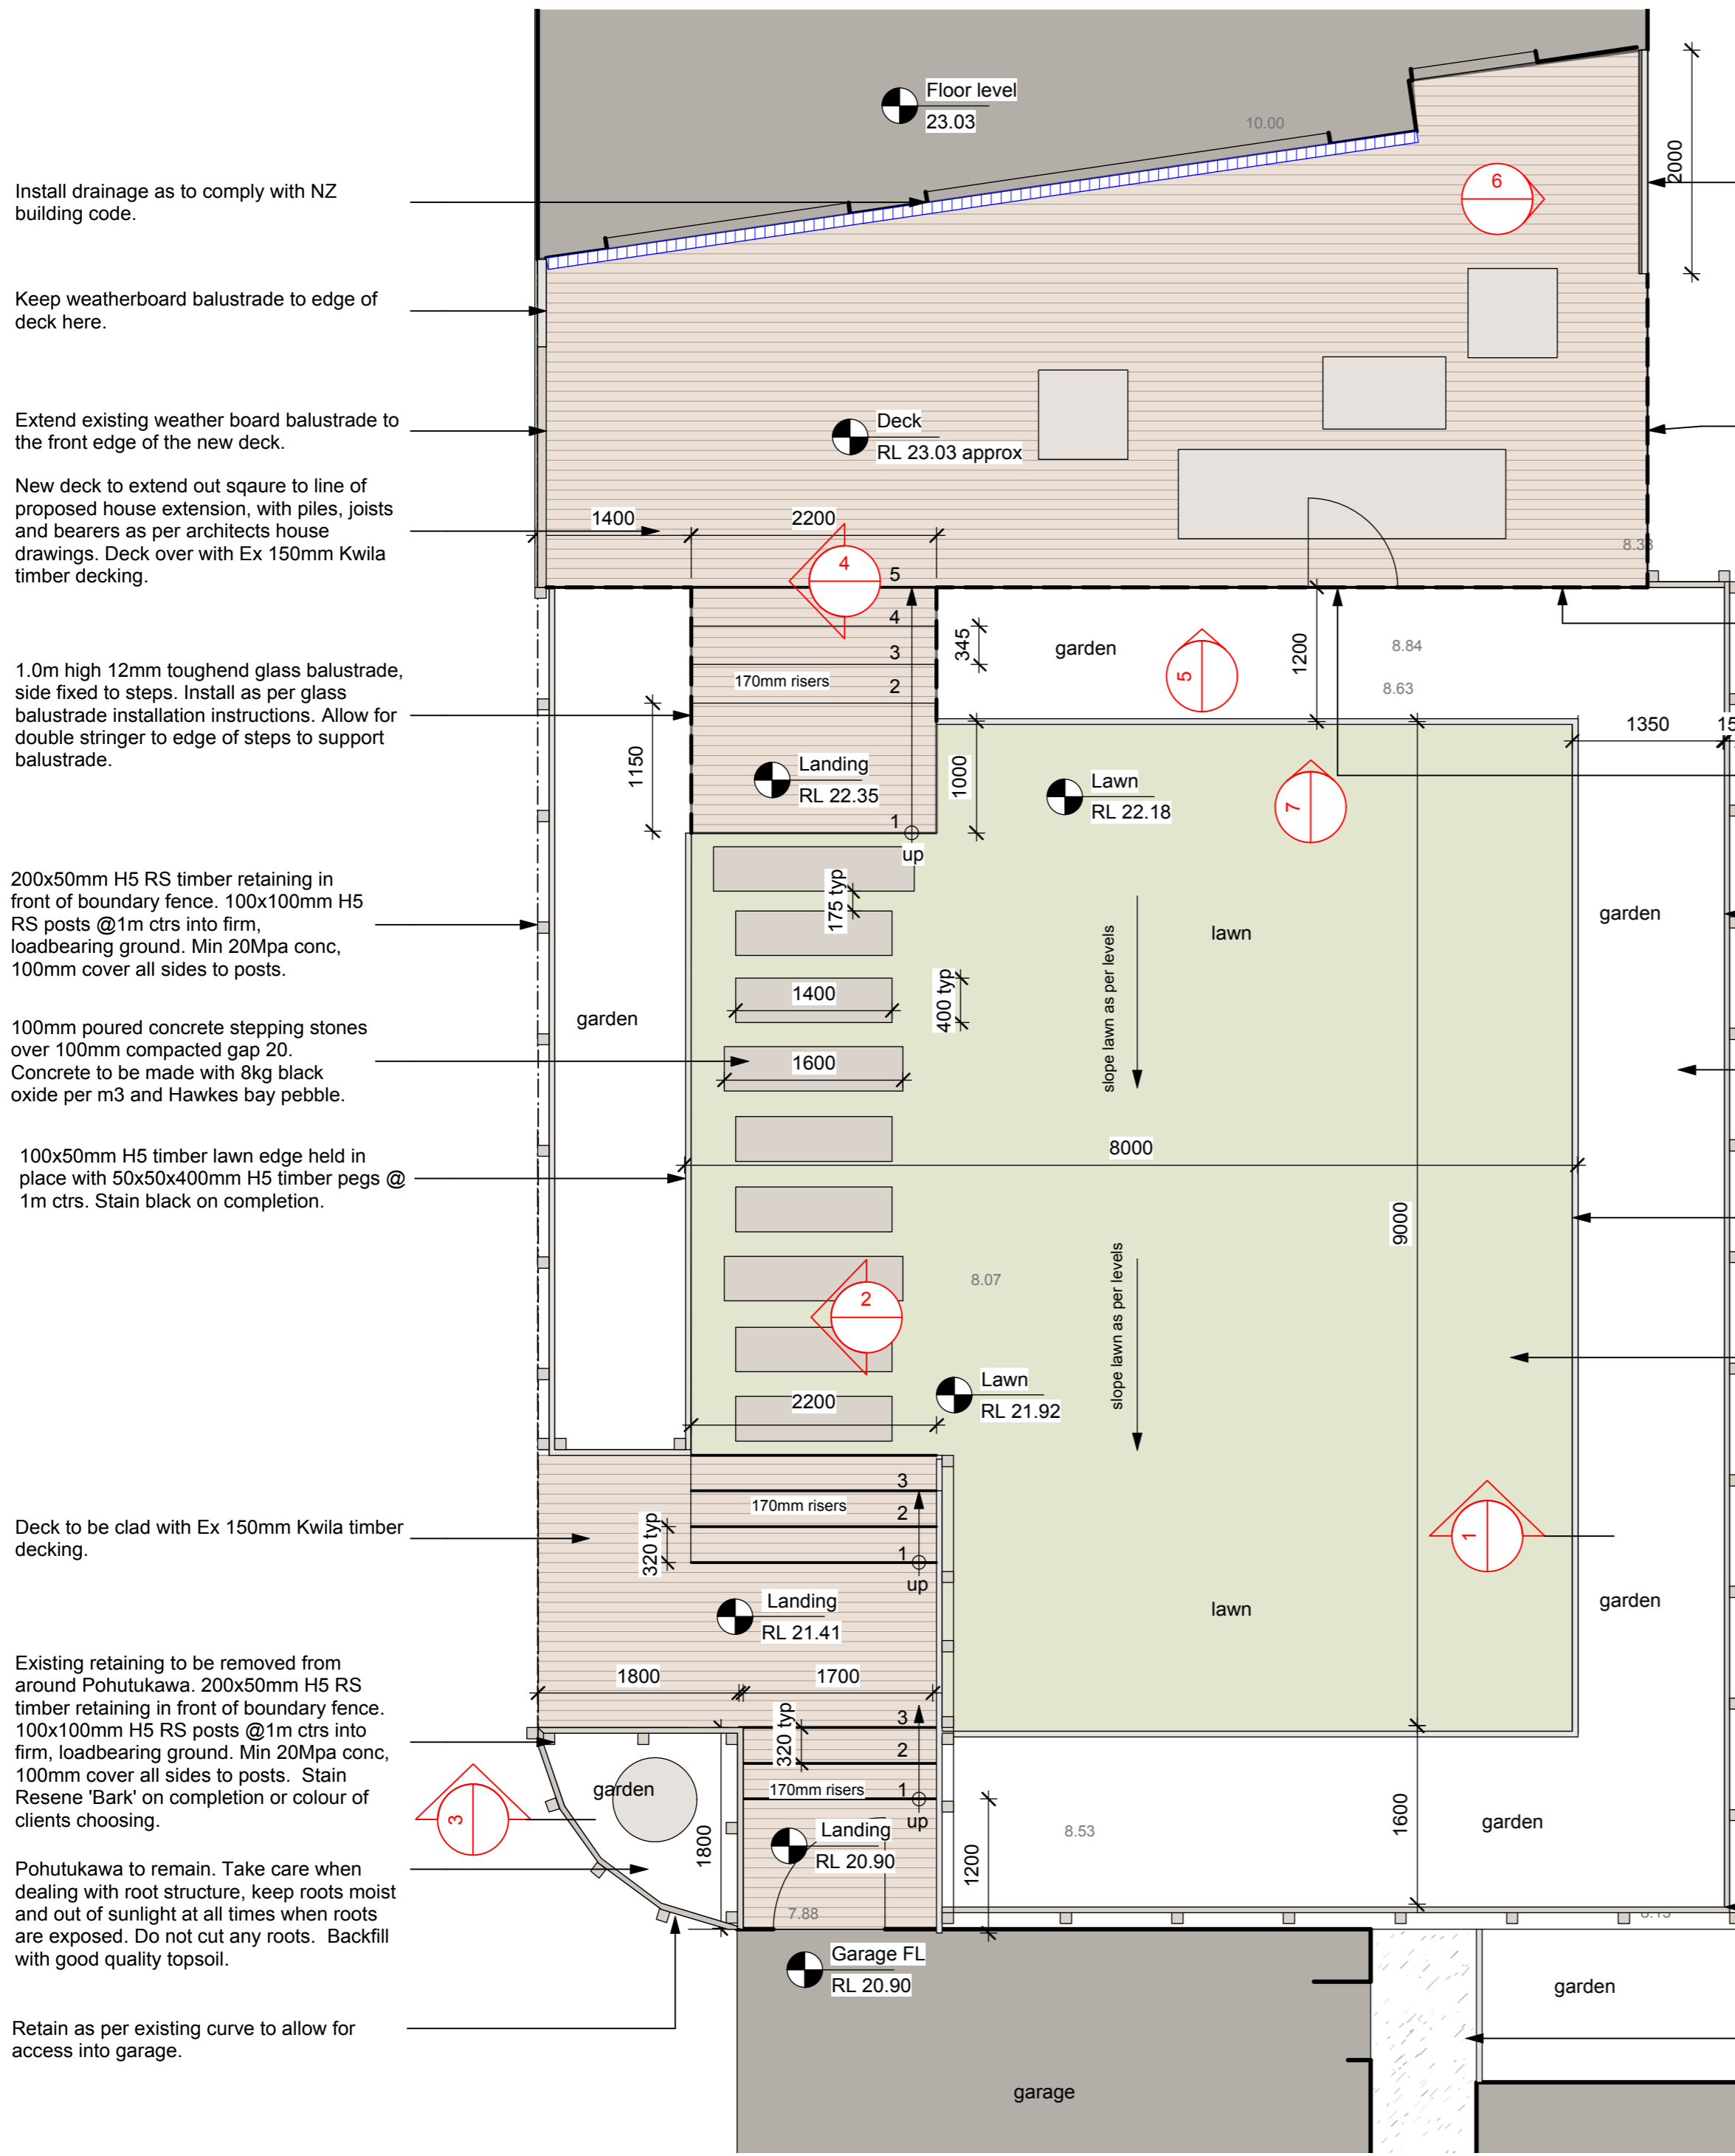 Install drainage as to comply with NZ
building code.
Keep weatherboard balustrade to edge of
deck here.
Extend existing weather board balustrade to
the front edge of the new deck.
New deck to extend out sqaure to line of
proposed house extension, with piles, joists
and bearers as per architects house
drawings. Deck over with Ex 150mm Kwila
timber decking.
1.0m high 12mm toughend glass balustrade,
side fixed to steps. Install as per glass
balustrade installation instructions. Allow for
double stringer to edge of steps to support
balustrade.
200x50mm H5 RS timber retaining in
front of boundary fence. 100x100mm H5
RS posts @1m ctrs into firm,
loadbearing ground. Min 20Mpa conc,
100mm cover all sides to posts.
100mm poured concrete stepping stones
over 100mm compacted gap 20.
Concrete to be made with 8kg black
oxide per m3 and Hawkes bay pebble.
100x50mm H5 timber lawn edge held in
place with 50x50x400mm H5 timber pegs @
1m ctrs. Stain black on completion.
Deck to be clad with Ex 150mm Kwila timber
decking.
Existing retaining to be removed from
around Pohutukawa. 200x50mm H5 RS
timber retaining in front of boundary fence.
100x100mm H5 RS posts @1m ctrs into
firm, loadbearing ground. Min 20Mpa conc,
100mm cover all sides to posts. Stain
Resene 'Bark' on completion or colour of
clients choosing.
Pohutukawa to remain. Take care when
dealing with root structure, keep roots moist
and out of sunlight at all times when roots
are exposed. Do not cut any roots. Backfill
with good quality topsoil.
Retain as per existing curve to allow for
access into garage.
Floor level
23.03
10.00
2000
6
Deck
RL 23.03 approx
1400
2200
4
8.38
5
4
3
2
170mm risers
345
garden
5
1200
8.84
8.63
1350
15
1150
Landing
RL 22.35
1000
1
up
Lawn
RL 22.18
7
175 typ
garden
lawn
slope lawn as per levels
1400
400 typ
garden
1600
8000
9000
slope lawn as per levels
8.07
2
Lawn
RL 21.92
2200
3
170mm risers
2
320 typ
1
up
1
Landing
RL 21.41
lawn
garden
1800
1700
3
320 typ
2
garden
170mm risers
1
up
3
1800
Landing
RL 20.90
1200
8.53
1600
garden
7.88
Garage FL
RL 20.90
garden
garage